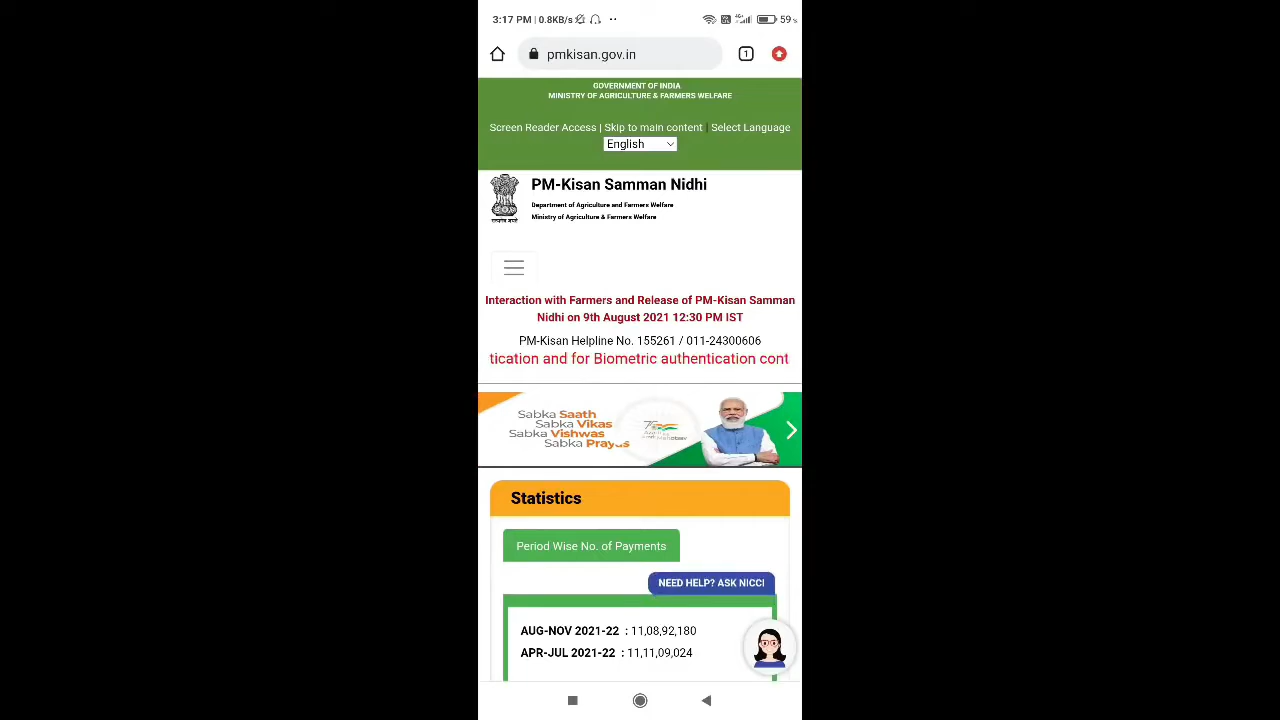 3:17 PM | 0.8KB/s
59
pmkisan.gov.in
1
GOVERNMENT OF INDIA
MINISTRY OF AGRICULTURE & FARMERS WELFARE
Screen Reader Access | Skip to main content | Select Language
English
PM-Kisan Samman Nidhi
Department of Agriculture and Farmers Welfare
Ministry of Agriculture & Farmers Welfare
Interaction with Farmers and Release of PM-Kisan Samman
Nidhi on 9th August 2021 12:30 PM IST
PM-Kisan Helpline No. 155261 / 011-24300606
tication and for Biometric authentication cont
Sabka Saath
Sabka Vikas
Sabka Vishwas
Sabka Prayas
Statistics
Period Wise No. of Payments
NEED HELP? ASK NICCI
AUG-NOV 2021-22 : 11,08,92,180
APR-JUL 2021-22 : 11,11,09,024